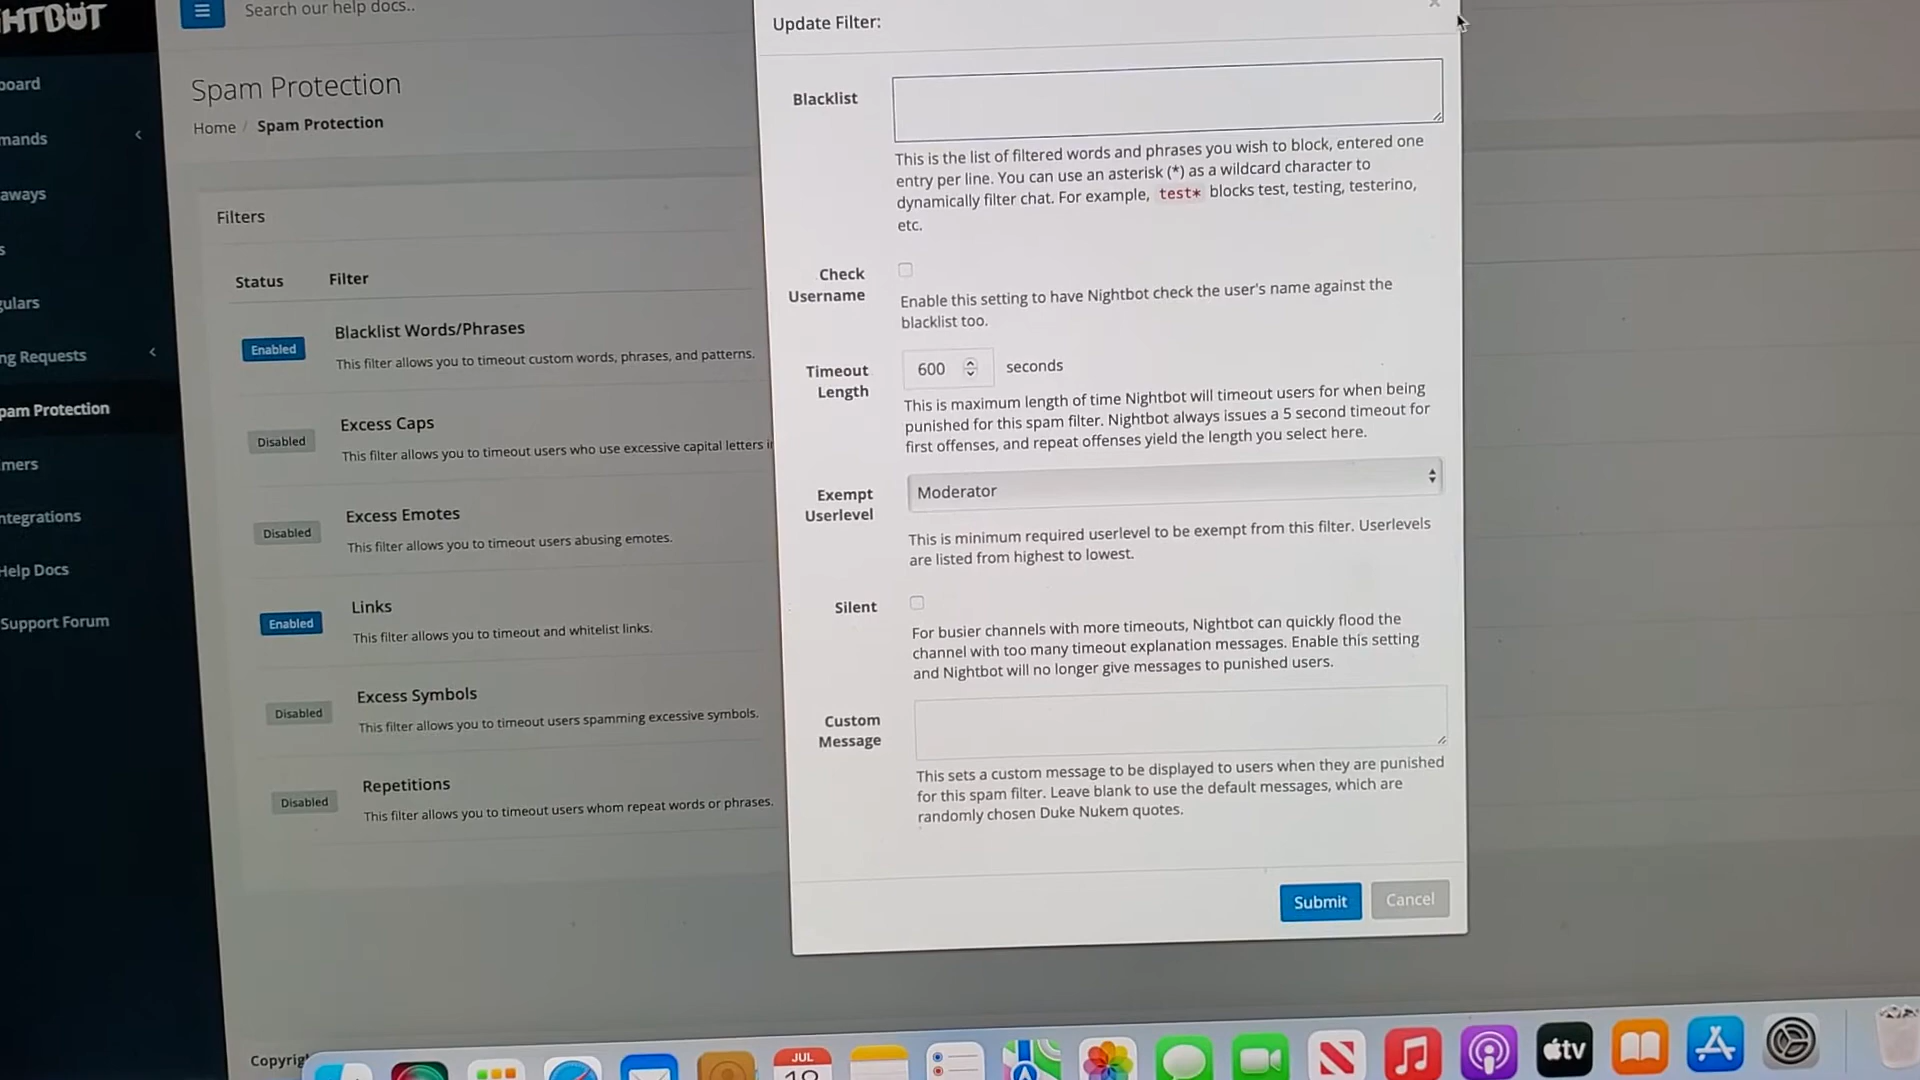 HTBOT
Search our help docs..
Spam Protection
Home / Spam Protection
board
mands
aways
s
gulars
ng Requests
pam Protection
mers
ntegrations
Help Docs
Support Forum
Filters
Status Filter
Enabled
Blacklist Words/Phrases
This filter allows you to timeout custom words, phrases, and patterns.
Disabled
Excess Caps
This filter allows you to timeout users who use excessive capital letters i
Disabled
Excess Emotes
This filter allows you to timeout users abusing emotes.
Enabled
Links
This filter allows you to timeout and whitelist links.
Disabled
Excess Symbols
This filter allows you to timeout users spamming excessive symbols.
Disabled
Repetitions
This filter allows you to timeout users whom repeat words or phrases.
Copyrig
Update Filter:
Blacklist
This is the list of filtered words and phrases you wish to block, entered one
entry per line. You can use an asterisk (*) as a wildcard character to
dynamically filter chat. For example, test* blocks test, testing, testerino,
etc.
Check
Username
Enable this setting to have Nightbot check the user's name against the
blacklist too.
Timeout
Length
600 seconds
This is maximum length of time Nightbot will timeout users for when being
punished for this spam filter. Nightbot always issues a 5 second timeout for
first offenses, and repeat offenses yield the length you select here.
Exempt
Userlevel
Moderator
This is minimum required userlevel to be exempt from this filter. Userlevels
are listed from highest to lowest.
Silent
For busier channels with more timeouts, Nightbot can quickly flood the
channel with too many timeout explanation messages. Enable this setting
and Nightbot will no longer give messages to punished users.
Custom
Message
This sets a custom message to be displayed to users when they are punished
for this spam filter. Leave blank to use the default messages, which are
randomly chosen Duke Nukem quotes.
Submit Cancel
JUL
tv